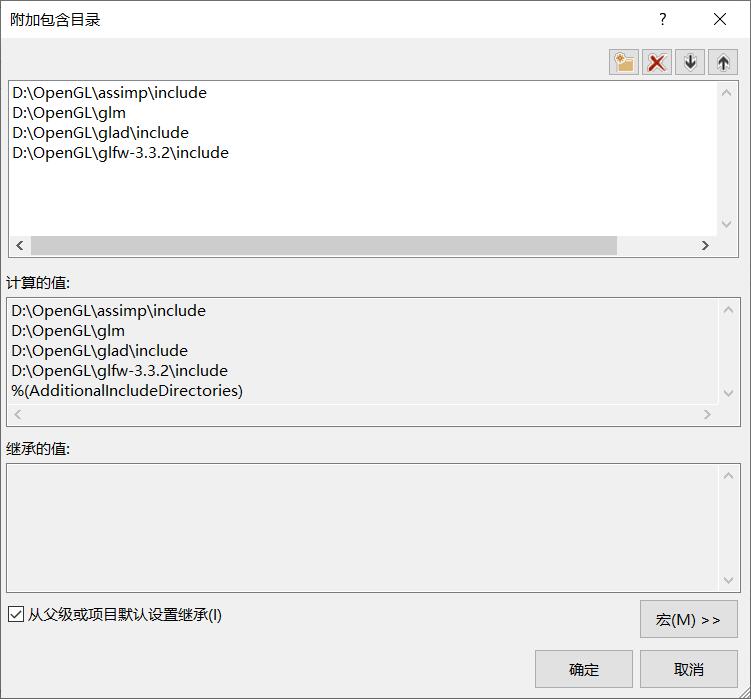 附加包含目录
D:\OpenGL\assimp\include
D:\OpenGL\glm
D:\OpenGL\glad\include
D:\OpenGL\glfw-3.3.2\include
计算的值:
D:\OpenGL\assimp\include
D:\OpenGL\glm
D:\OpenGL\glad\include
D:\OpenGL\glfw-3.3.2\include
%(AdditionalIncludeDirectories)
继承的值:
从父级或项目默认设置继承(I)
宏(M) >>
确定
取消